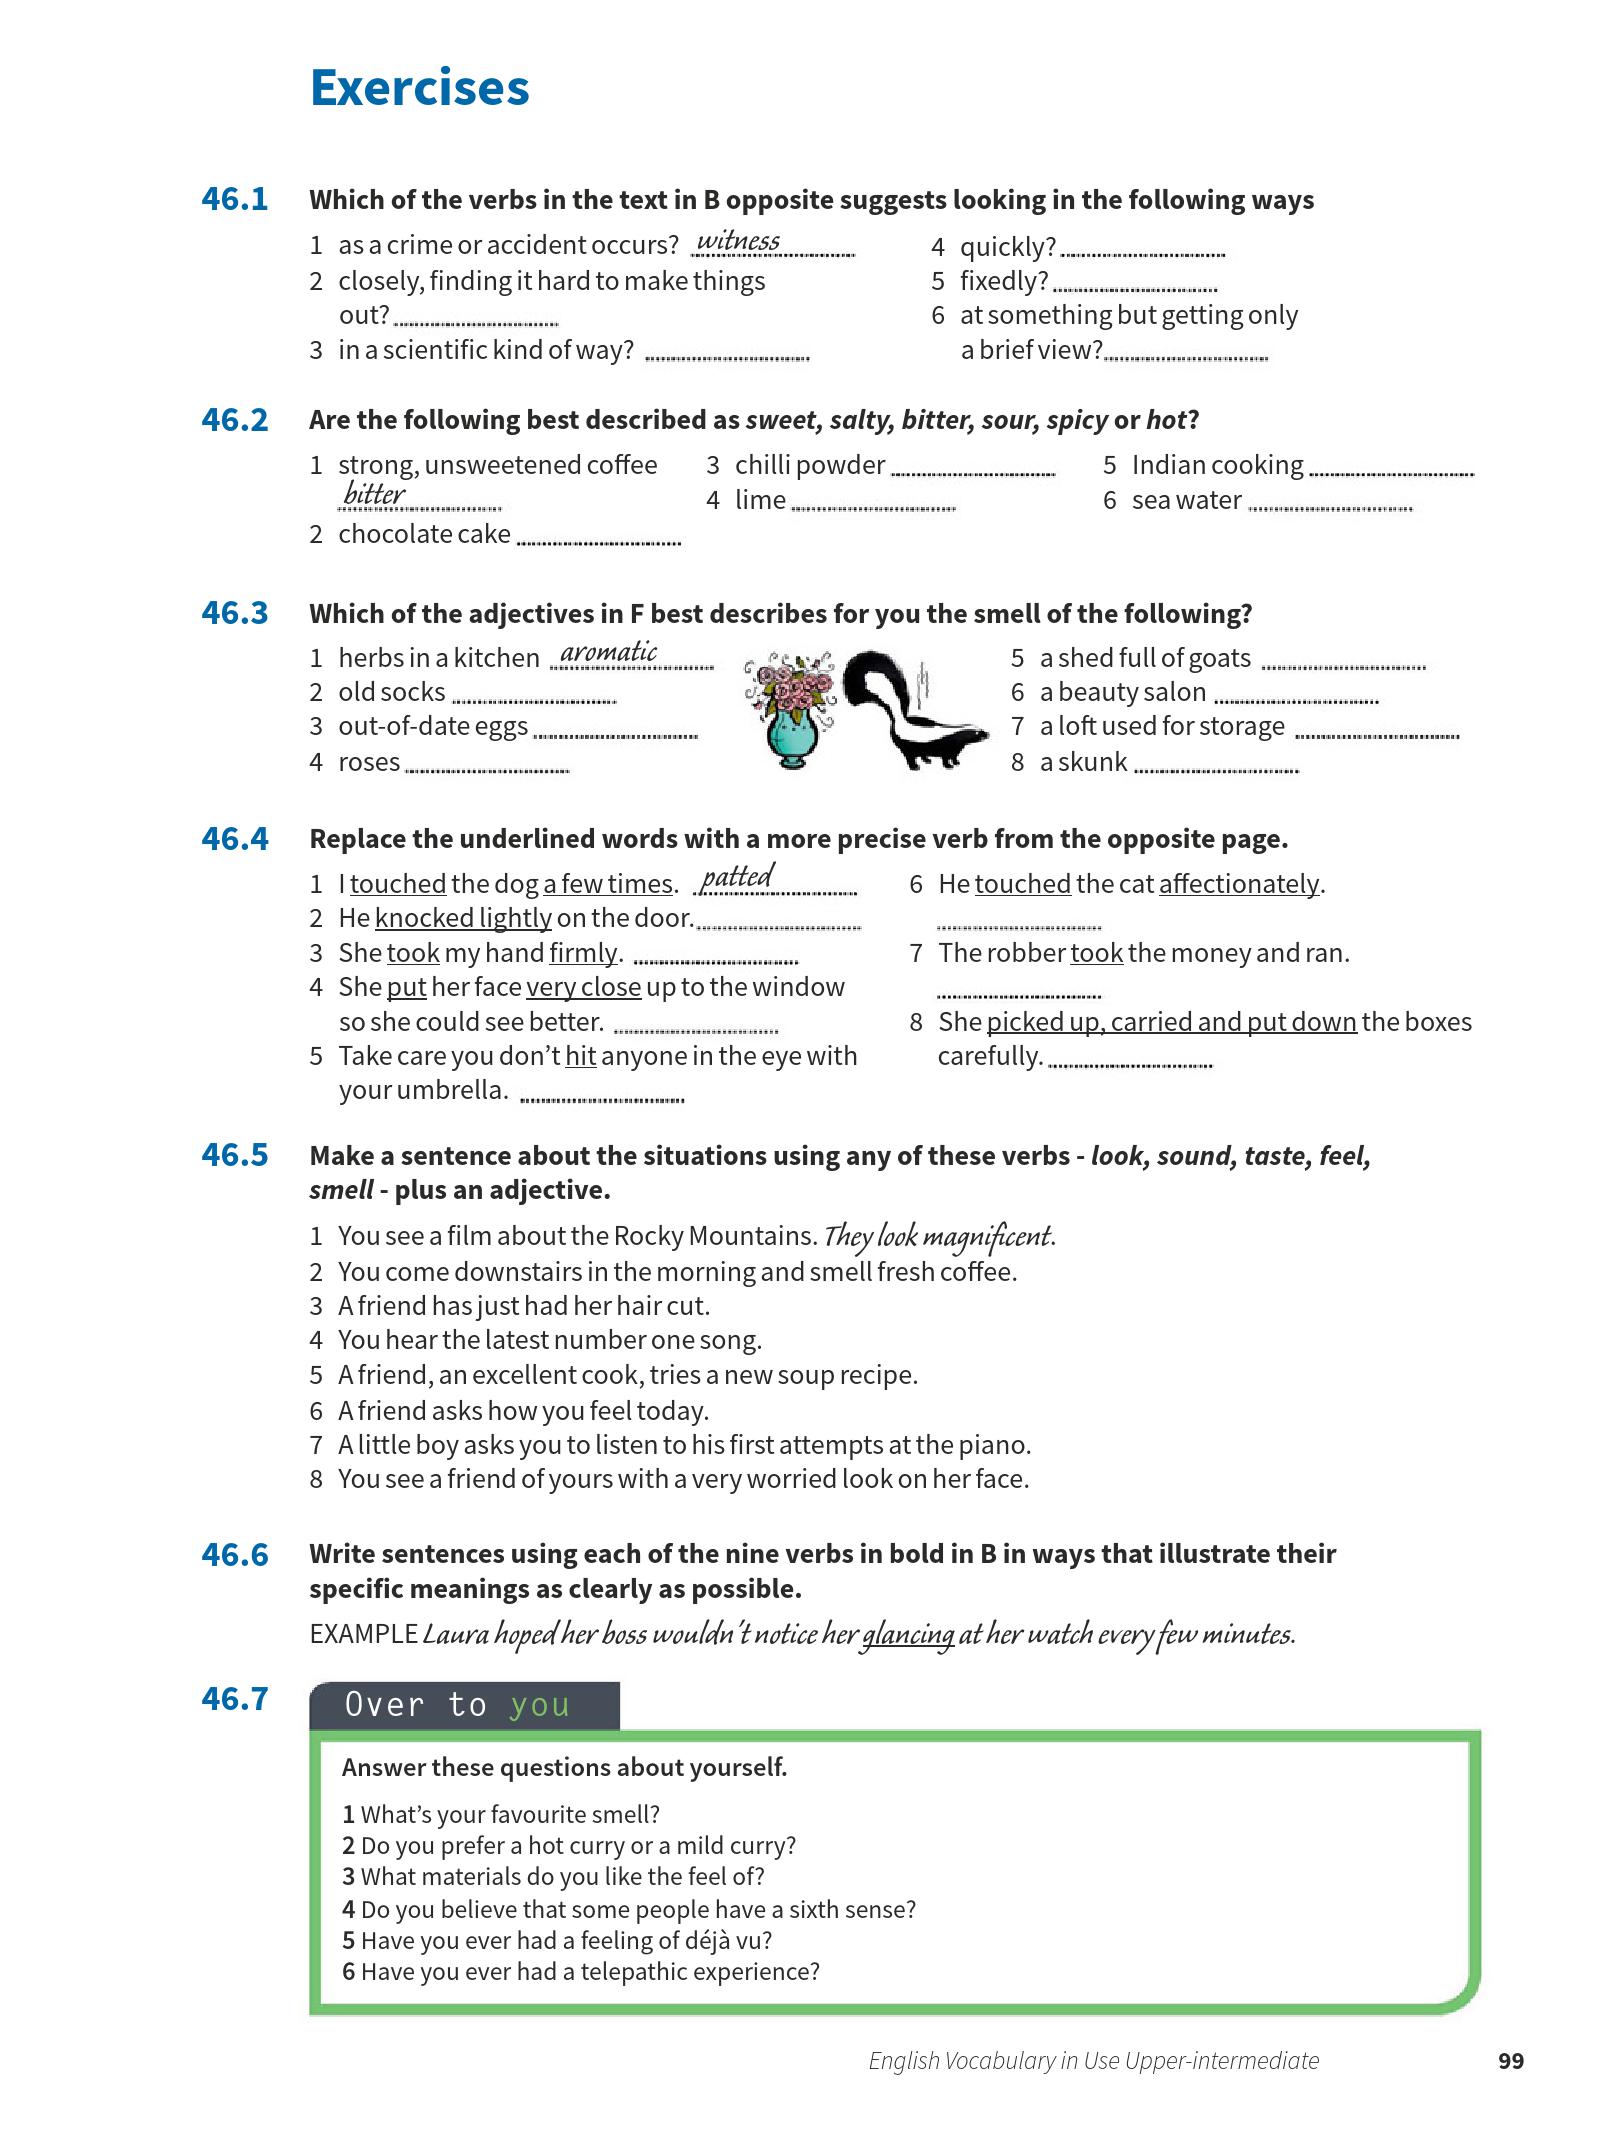 Exercises
46.1 Which of the verbs in the text in B opposite suggests looking in the following ways
1 as a crime or accident occurs? witness
2 closely, finding it hard to make things
out?
3 in a scientific kind of way?
4 quickly?
5 fixedly?
6 at something but getting only
a brief view?
46.2 Are the following best described as sweet, salty, bitter, sour, spicy or hot?
1 strong, unsweetened coffee
bitter
2 chocolate cake
3 chilli powder
4 lime
5 Indian cooking
6 sea water
46.3 Which of the adjectives in F best describes for you the smell of the following?
1 herbs in a kitchen aromatic
2 old socks
3 out-of-date eggs
4 roses
5 a shed full of goats
6 a beauty salon
7 a loft used for storage
8 a skunk
46.4 Replace the underlined words with a more precise verb from the opposite page.
1 I touched the dog a few times. patted
2 He knocked lightly on the door.
3 She took my hand firmly.
4 She put her face very close up to the window
so she could see better.
5 Take care you don't hit anyone in the eye with
your umbrella.
6 He touched the cat affectionately.
7 The robber took the money and ran.
8 She picked up, carried and put down the boxes
carefully.
46.5 Make a sentence about the situations using any of these verbs - look, sound, taste, feel,
smell - plus an adjective.
1 You see a film about the Rocky Mountains. They look magnificent.
2 You come downstairs in the morning and smell fresh coffee.
3 A friend has just had her hair cut.
4 You hear the latest number one song.
5 A friend, an excellent cook, tries a new soup recipe.
6 A friend asks how you feel today.
7 A little boy asks you to listen to his first attempts at the piano.
8 You see a friend of yours with a very worried look on her face.
46.6 Write sentences using each of the nine verbs in bold in B in ways that illustrate their
specific meanings as clearly as possible.
EXAMPLE Laura hoped her boss wouldn't notice her glancing at her watch every few minutes.
46.7 Over to you
Answer these questions about yourself.
1 What's your favourite smell?
2 Do you prefer a hot curry or a mild curry?
3 What materials do you like the feel of?
4 Do you believe that some people have a sixth sense?
5 Have you ever had a feeling of déjà vu?
6 Have you ever had a telepathic experience?
English Vocabulary in Use Upper-intermediate 99